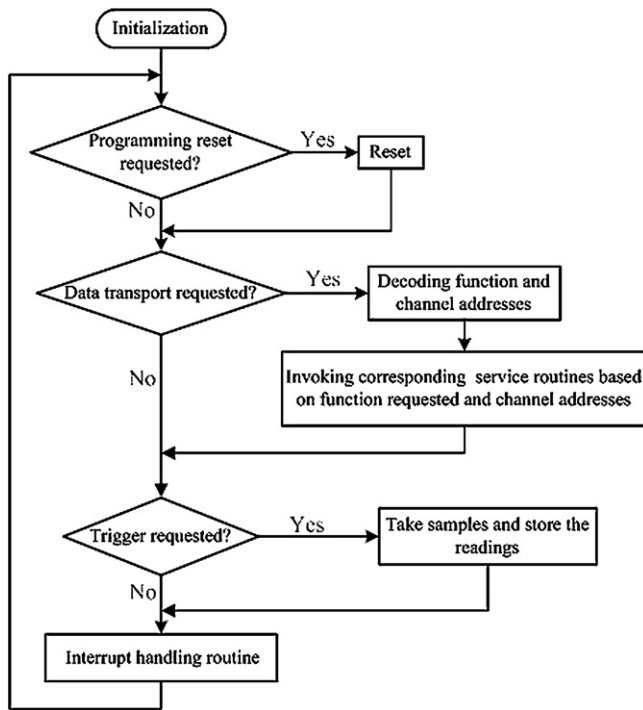 Initialization
Programming reset
requested?
Yes
Reset
No
Data transport requested?
Yes
Decoding function and
channel addresses
No
Invoking corresponding service routines based
on function requested and channel addresses
Trigger requested?
Yes
Take samples and store the
readings
No
Interrupt handling routine